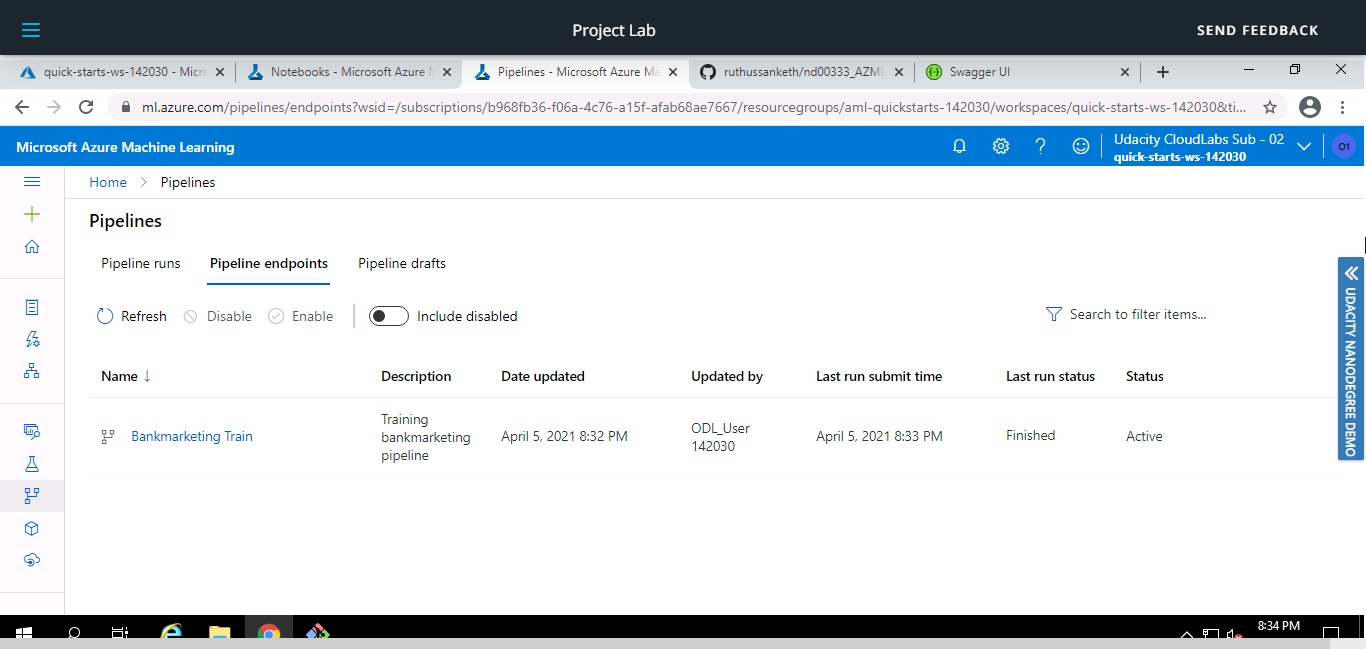 Project Lab
SEND FEEDBACK
quick-starts-ws-142030 - Micro
Notebooks - Microsoft Azure M
Pipelines - Microsoft Azure Ma
ruthussanketh/nd00333_AZML
Swagger UI
ml.azure.com/pipelines/endpoints?wsid=/subscriptions/b968fb36-f06a-4c76-a15f-afab68ae7667/resourcegroups/aml-quickstarts-142030/workspaces/quick-starts-ws-142030&ti...
Microsoft Azure Machine Learning
Udacity CloudLabs Sub - 02
quick-starts-ws-142030
O1
Home > Pipelines
Pipelines
Pipeline runs Pipeline endpoints Pipeline drafts
Refresh Disable Enable Include disabled Search to filter items...
Name ↓ Description Date updated Updated by Last run submit time Last run status Status
Bankmarketing Train
Training
bankmarketing
pipeline
April 5, 2021 8:32 PM
ODL_User
142030
April 5, 2021 8:33 PM
Finished
Active
UDACITY NANODEGREE DEMO
8:34 PM